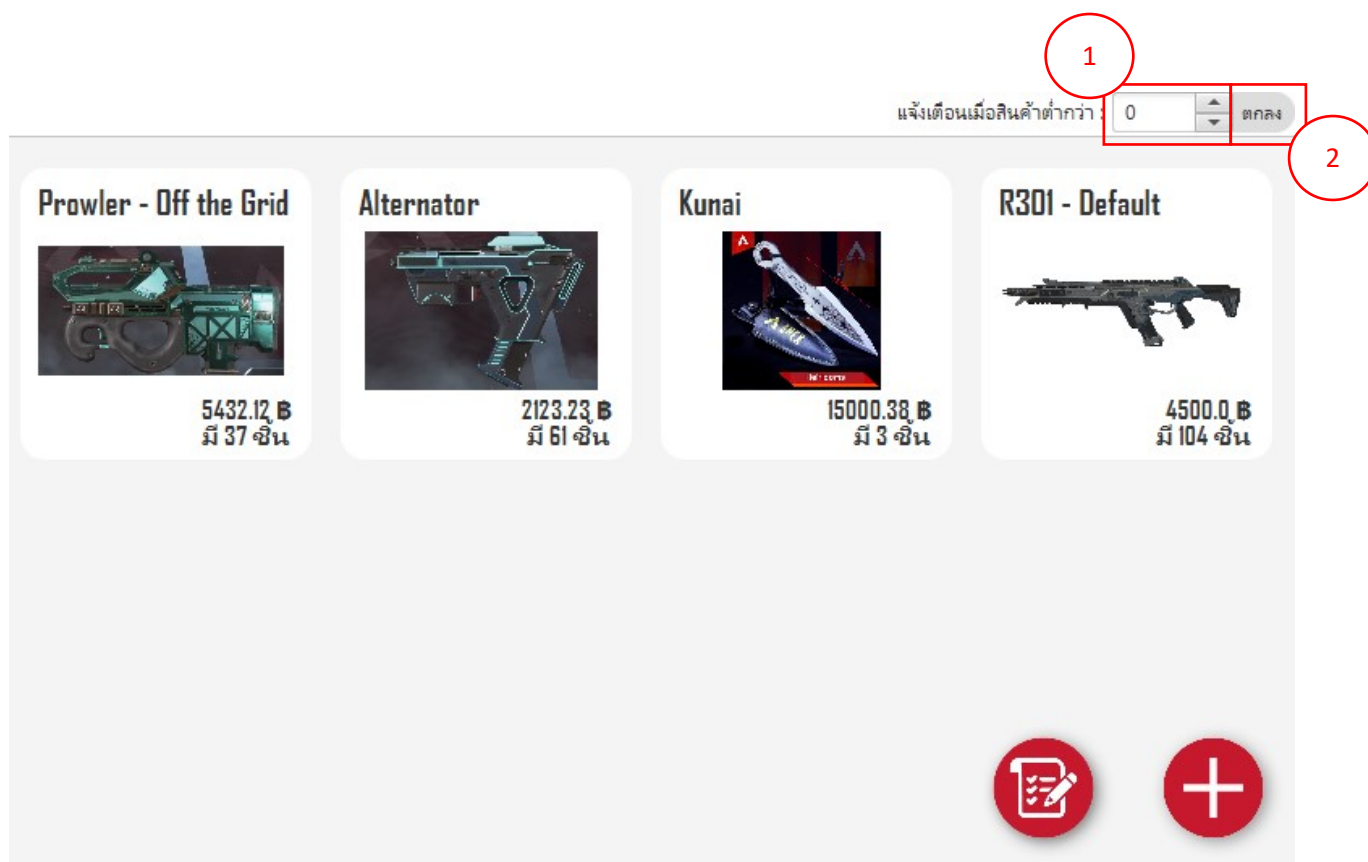 1
แจ้งเตือนเมื่อสินค้าต่ำกว่า : 0 ตกลง
2
Prowler - Off the Grid
Alternator
Kunai
R301 - Default
5432.12 ฿
มี 37 ชิ้น
2123.23 ฿
มี 61 ชิ้น
15000.38 ฿
มี 3 ชิ้น
4500.0 ฿
มี 104 ชิ้น